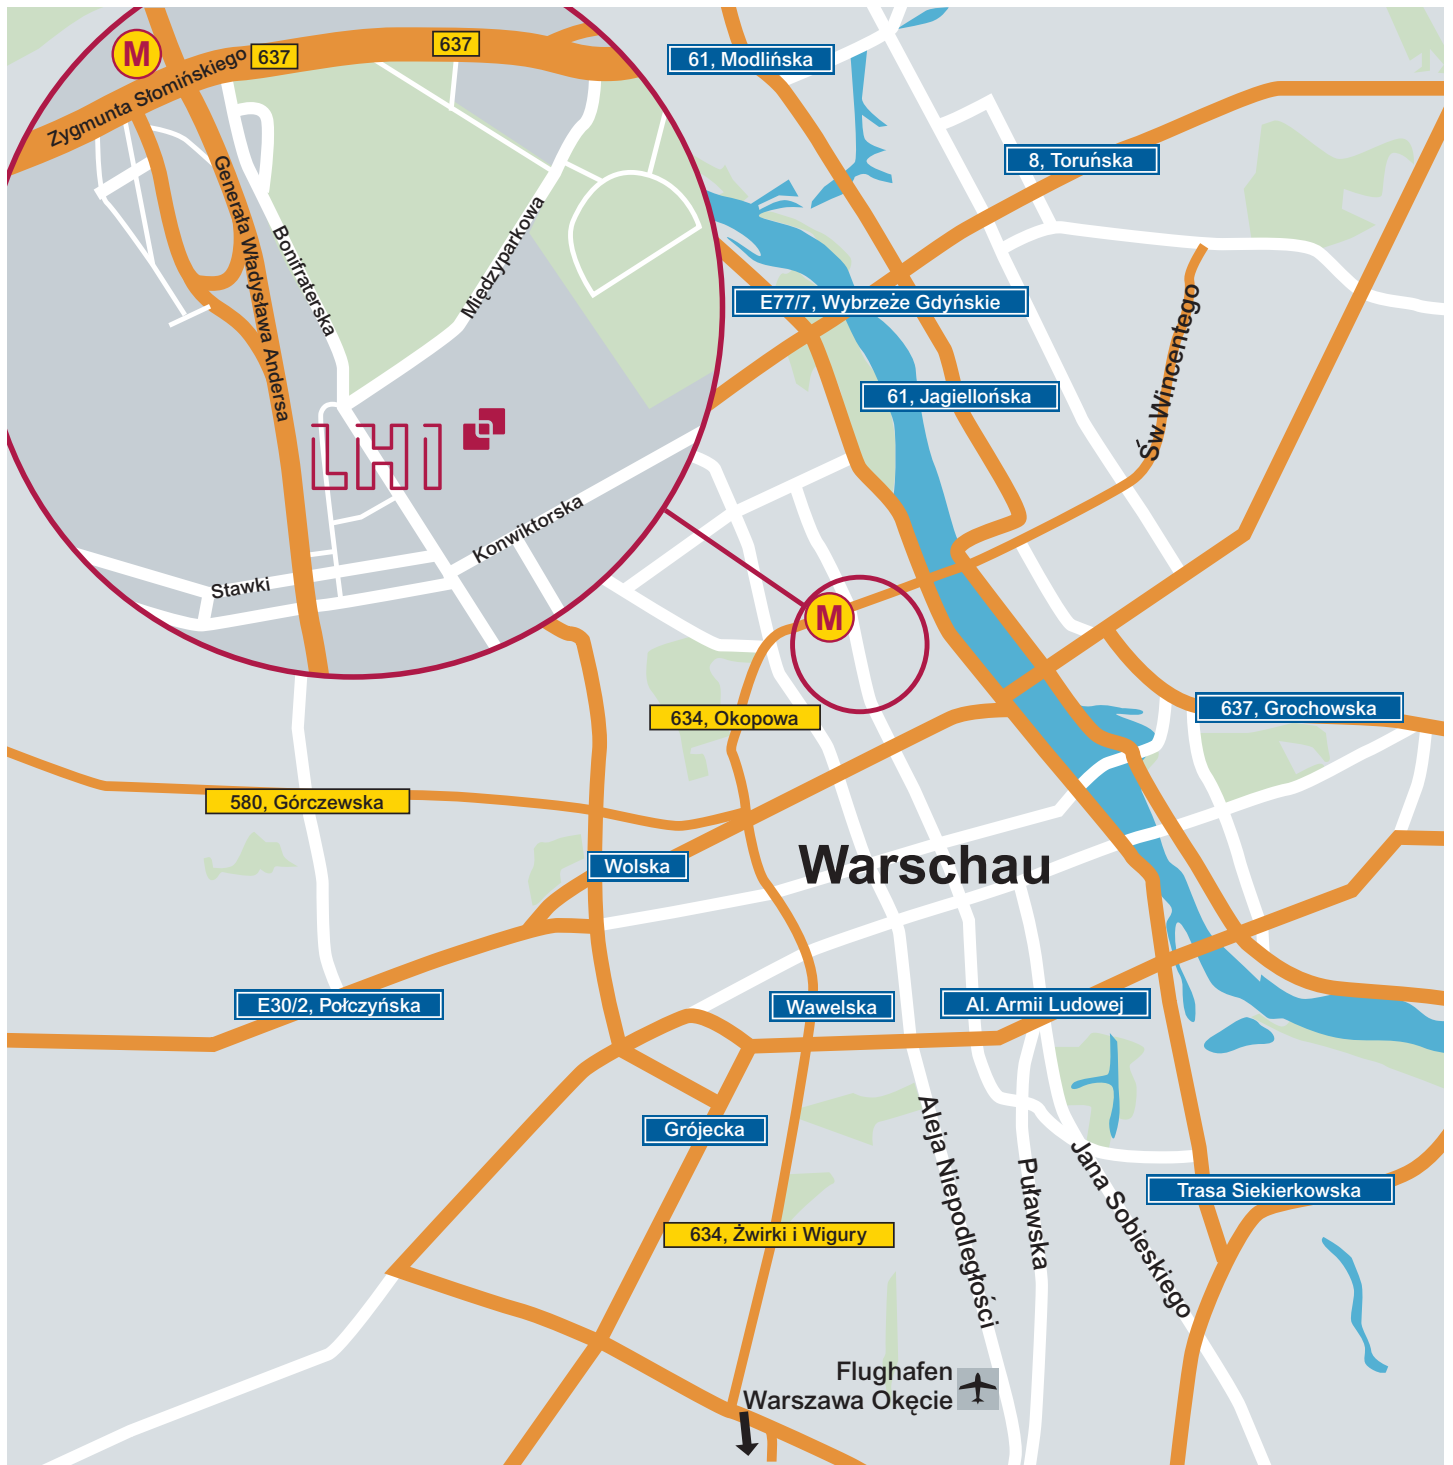 M
637
637
Zygmunta Słomińskiego
Generała Władysława Andersa
Bonifraterska
Międzyparkowa
LHI
Konwiktorska
Stawki
61, Modlińska
8, Toruńska
E77/7, Wybrzeże Gdyńskie
61, Jagiellońska
Św.Wincentego
M
634, Okopowa
637, Grochowska
580, Górczewska
Wolska
Warschau
E30/2, Połczyńska
Wawelska
Al. Armii Ludowej
Grójecka
Aleja Niepodległości
Puławska
Jana Sobieskiego
Trasa Siekierkowska
634, Żwirki i Wigury
Flughafen
Warszawa Okęcie